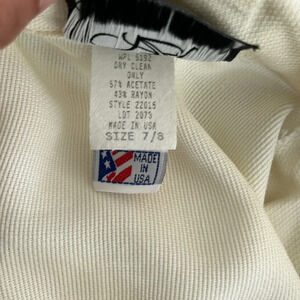 WPL 5192
DRY CLEAN
ONLY
57% ACETATE
43% RAYON
STYLE 22015
LOT 2073
MADE IN USA
SIZE 7/8
MADE
IN
USA